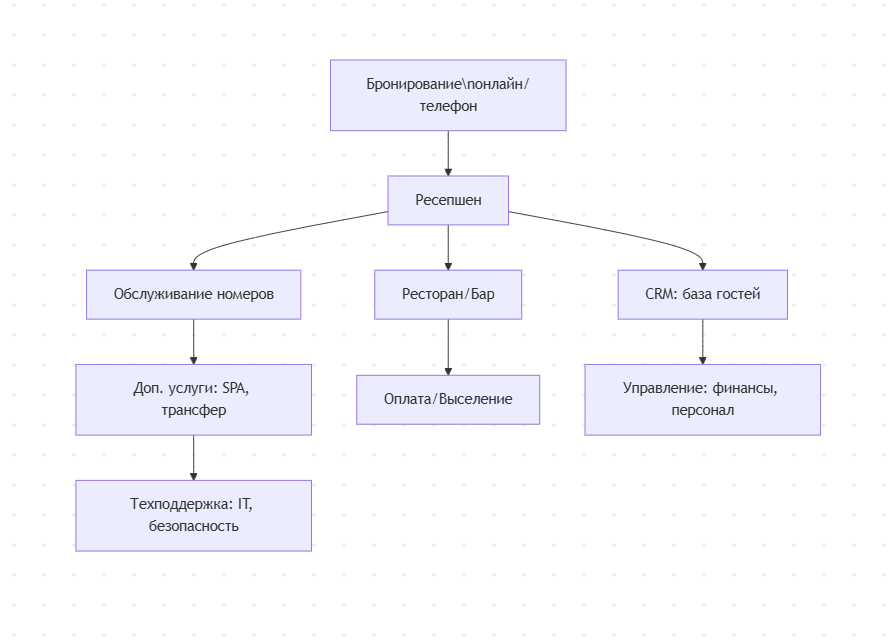 Бронирование\nонлайн/
телефон
Ресепшен
Обслуживание номеров
Ресторан/Бар
CRM: база гостей
Доп. услуги: SPA,
трансфер
Оплата/Выселение
Управление: финансы,
персонал
Техподдержка: IT,
безопасность